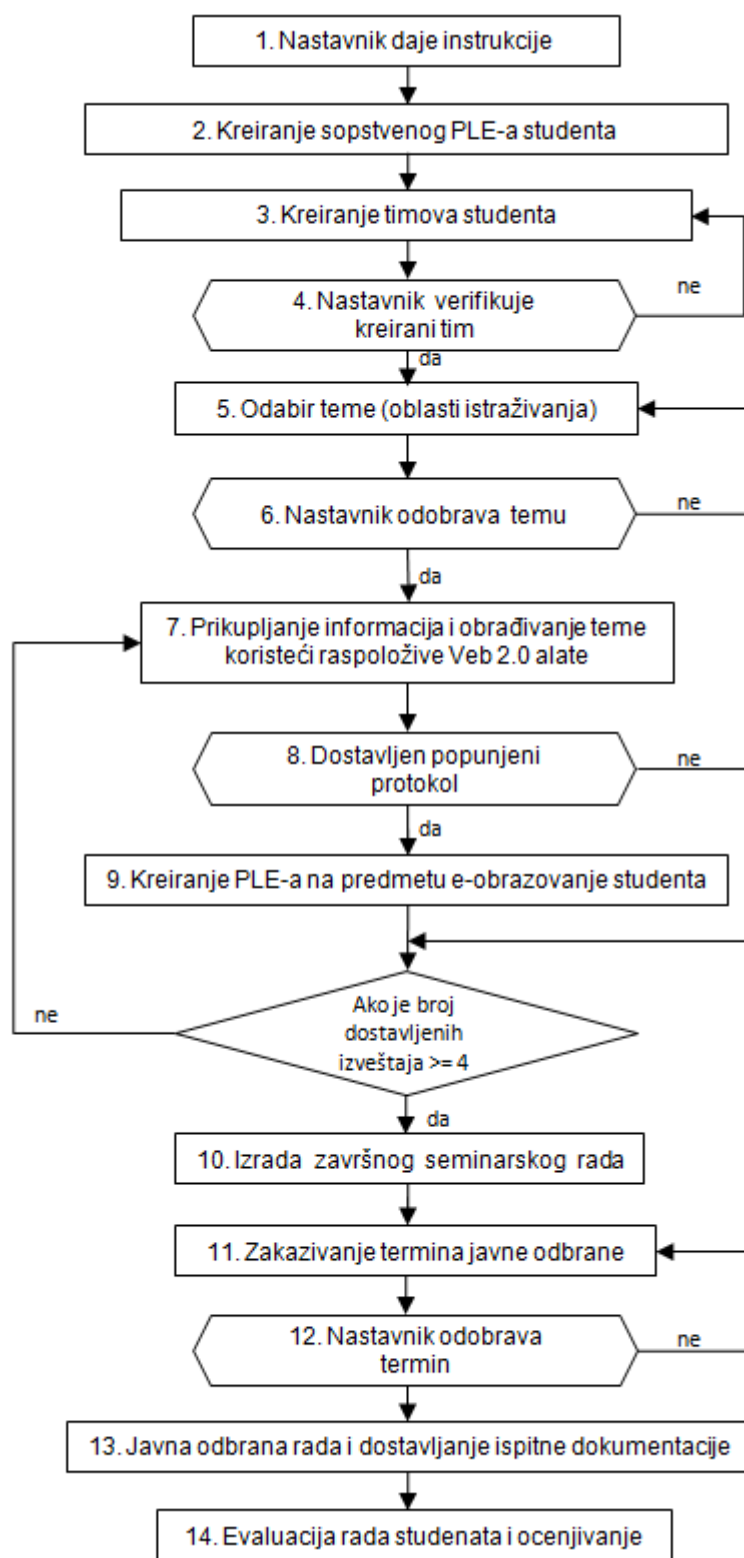 1. Nastavnik daje instrukcije
2. Kreiranje sopstvenog PLE-a studenta
3. Kreiranje timova studenta
4. Nastavnik verifikuje
kreirani tim
ne
da
5. Odabir teme (oblasti istraživanja)
6. Nastavnik odobrava temu
ne
da
7. Prikupljanje informacija i obrađivanje teme
koristeći raspoložive Veb 2.0 alate
8. Dostavljen popunjeni
protokol
ne
da
9. Kreiranje PLE-a na predmetu e-obrazovanje studenta
Ako je broj
dostavljenih
izveštaja >= 4
ne
da
10. Izrada završnog seminarskog rada
11. Zakazivanje termina javne odbrane
12. Nastavnik odobrava
termin
ne
13. Javna odbrana rada i dostavljanje ispitne dokumentacije
14. Evaluacija rada studenata i ocenjivanje